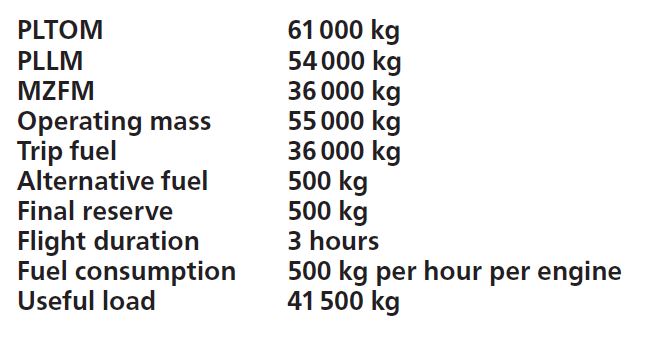 PLTOM 61 000 kg
PLLM 54 000 kg
MZFM 36 000 kg
Operating mass 55 000 kg
Trip fuel 36 000 kg
Alternative fuel 500 kg
Final reserve 500 kg
Flight duration 3 hours
Fuel consumption 500 kg per hour per engine
Useful load 41 500 kg